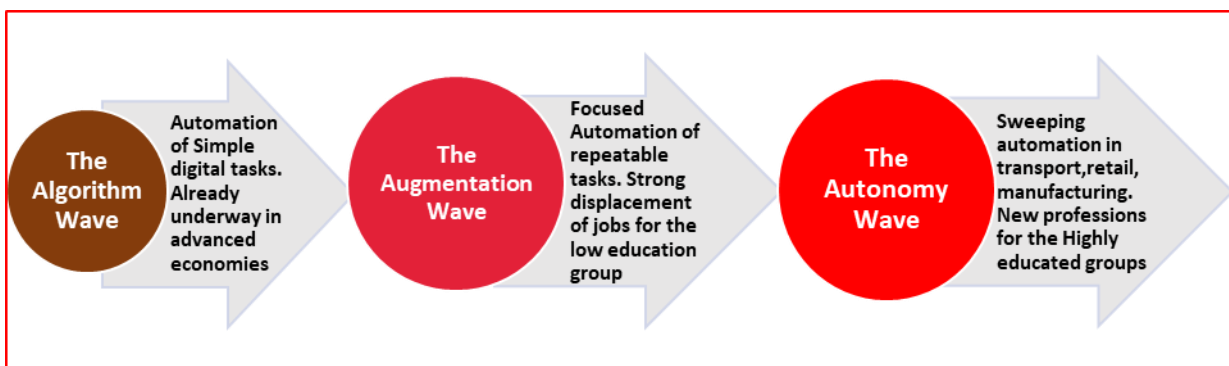 The
Algorithm
Wave
Automation
of Simple
digital tasks.
Already
underway in
advanced
economies
The
Augmentation
Wave
Focused
Automation of
repeatable
tasks. Strong
displacement
of jobs for the
low education
group
The
Autonomy
Wave
Sweeping
automation in
transport,retail,
manufacturing.
New professions
for the Highly
educated groups